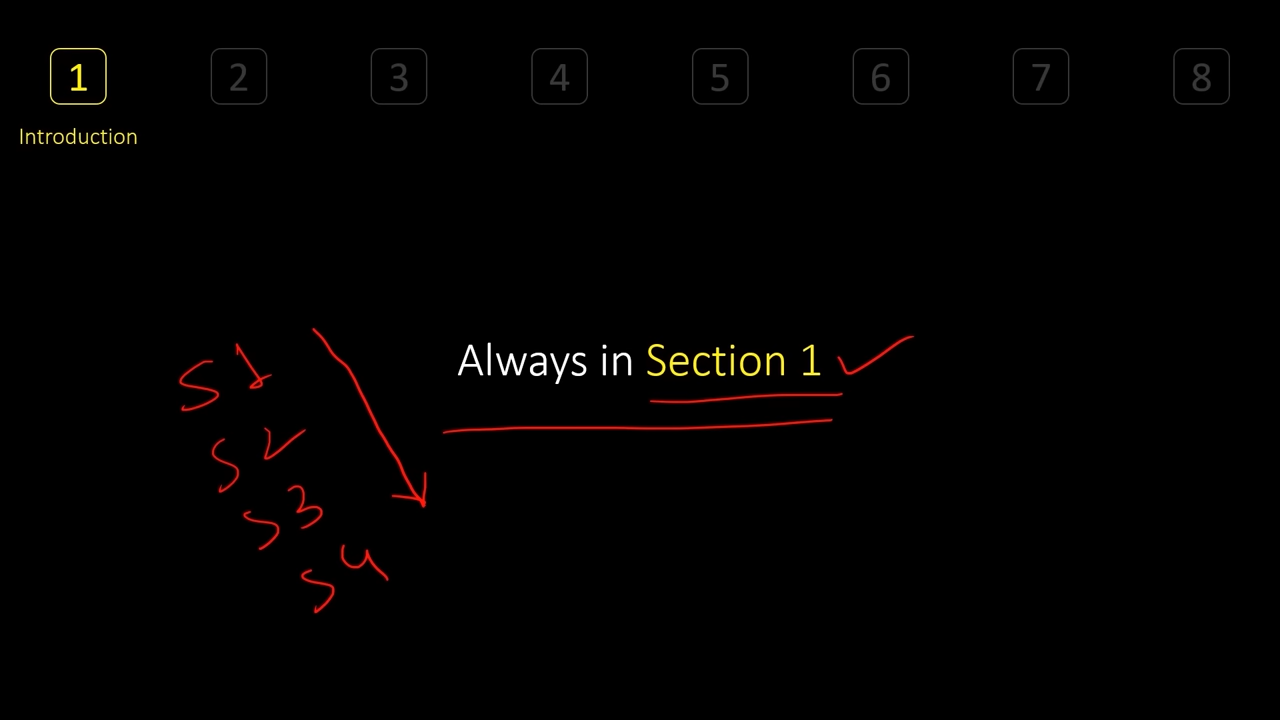 1 2 3 4 5 6 7 8
Introduction
Always in Section 1
S1
S2
S3
S4